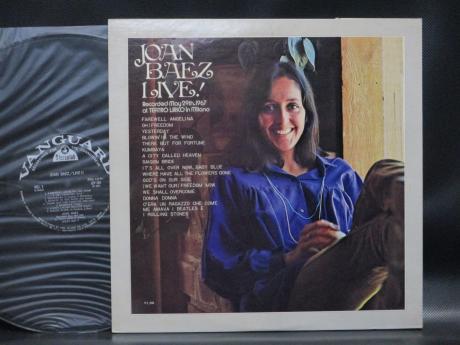 JOAN
BAEZ
LIVE!
Recorded May 29th, 1967
at TEATRO LIRICO in Milano
FAREWELL ANGELINA
OH! FREEDOM
YESTERDAY
BLOWIN' IN THE WIND
THERE BUT FOR FORTUNE
KUMBAYA
A CITY CALLED HEAVEN
SAIGON BRIDE
IT'S ALL OVER NOW, BABY BLUE
WHERE HAVE ALL THE FLOWERS GONE
GOD'S ON OUR SIDE
(WE WANT OUR) FREEDOM NOW
WE SHALL OVERCOME
DONNA DONNA
C'ERA UN RAGAZZO CHE COME
ME AMAVA I BEATLES E
I ROLLING STONES
VANGUARD
Stereolab